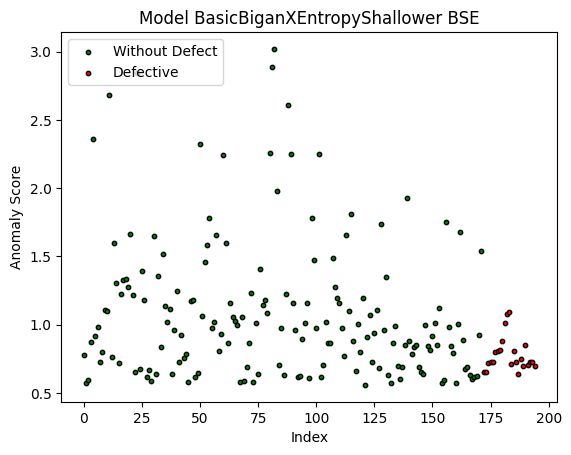 Model BasicBiganXEntropyShallower BSE
Without Defect
Defective
Anomaly Score
3.0
2.5
2.0
1.5
1.0
0.5
0 25 50 75 100 125 150 175 200
Index